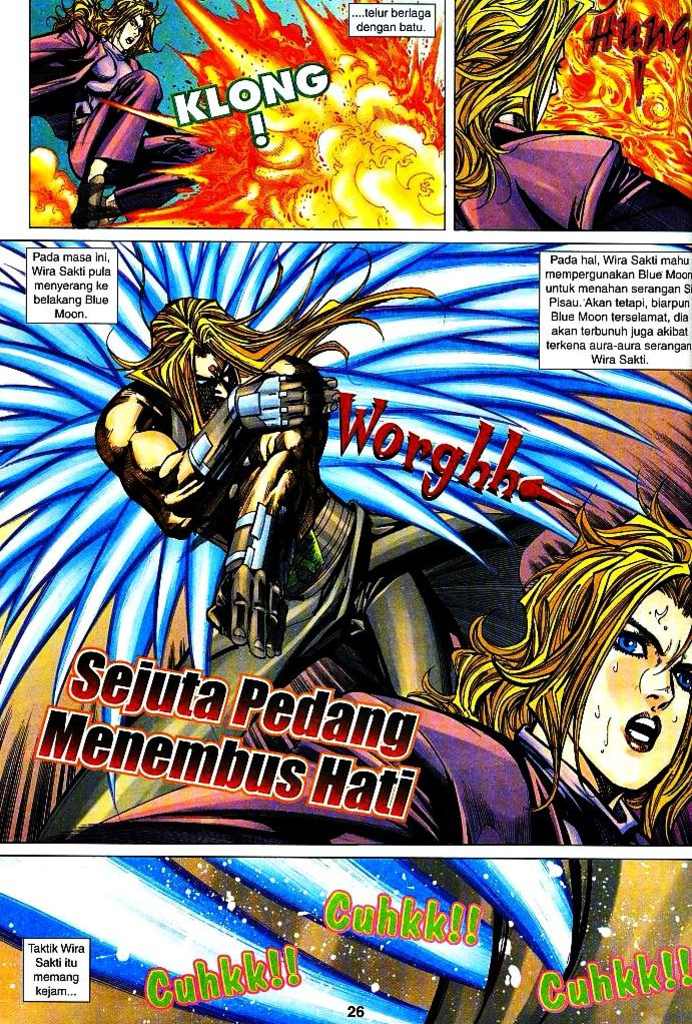 ....telur berlaga
dengan batu.
KLONG
!
HUNG
!
Pada masa ini,
Wira Sakti pula
menyerang ke
belakang Blue
Moon.
Pada hal, Wira Sakti mahu
mempergunakan Blue Moon
untuk menahan serangan Si
Pisau. Akan tetapi, biarpun
Blue Moon terselamat, dia
akan terbunuh juga akibat
terkena aura-aura serangan
Wira Sakti.
Worghh
Sejuta Pedang
Menembus Hati
Taktik Wira
Sakti itu
memang
kejam...
Cuhkk!!
Cuhkk!!
Cuhkk!!
26